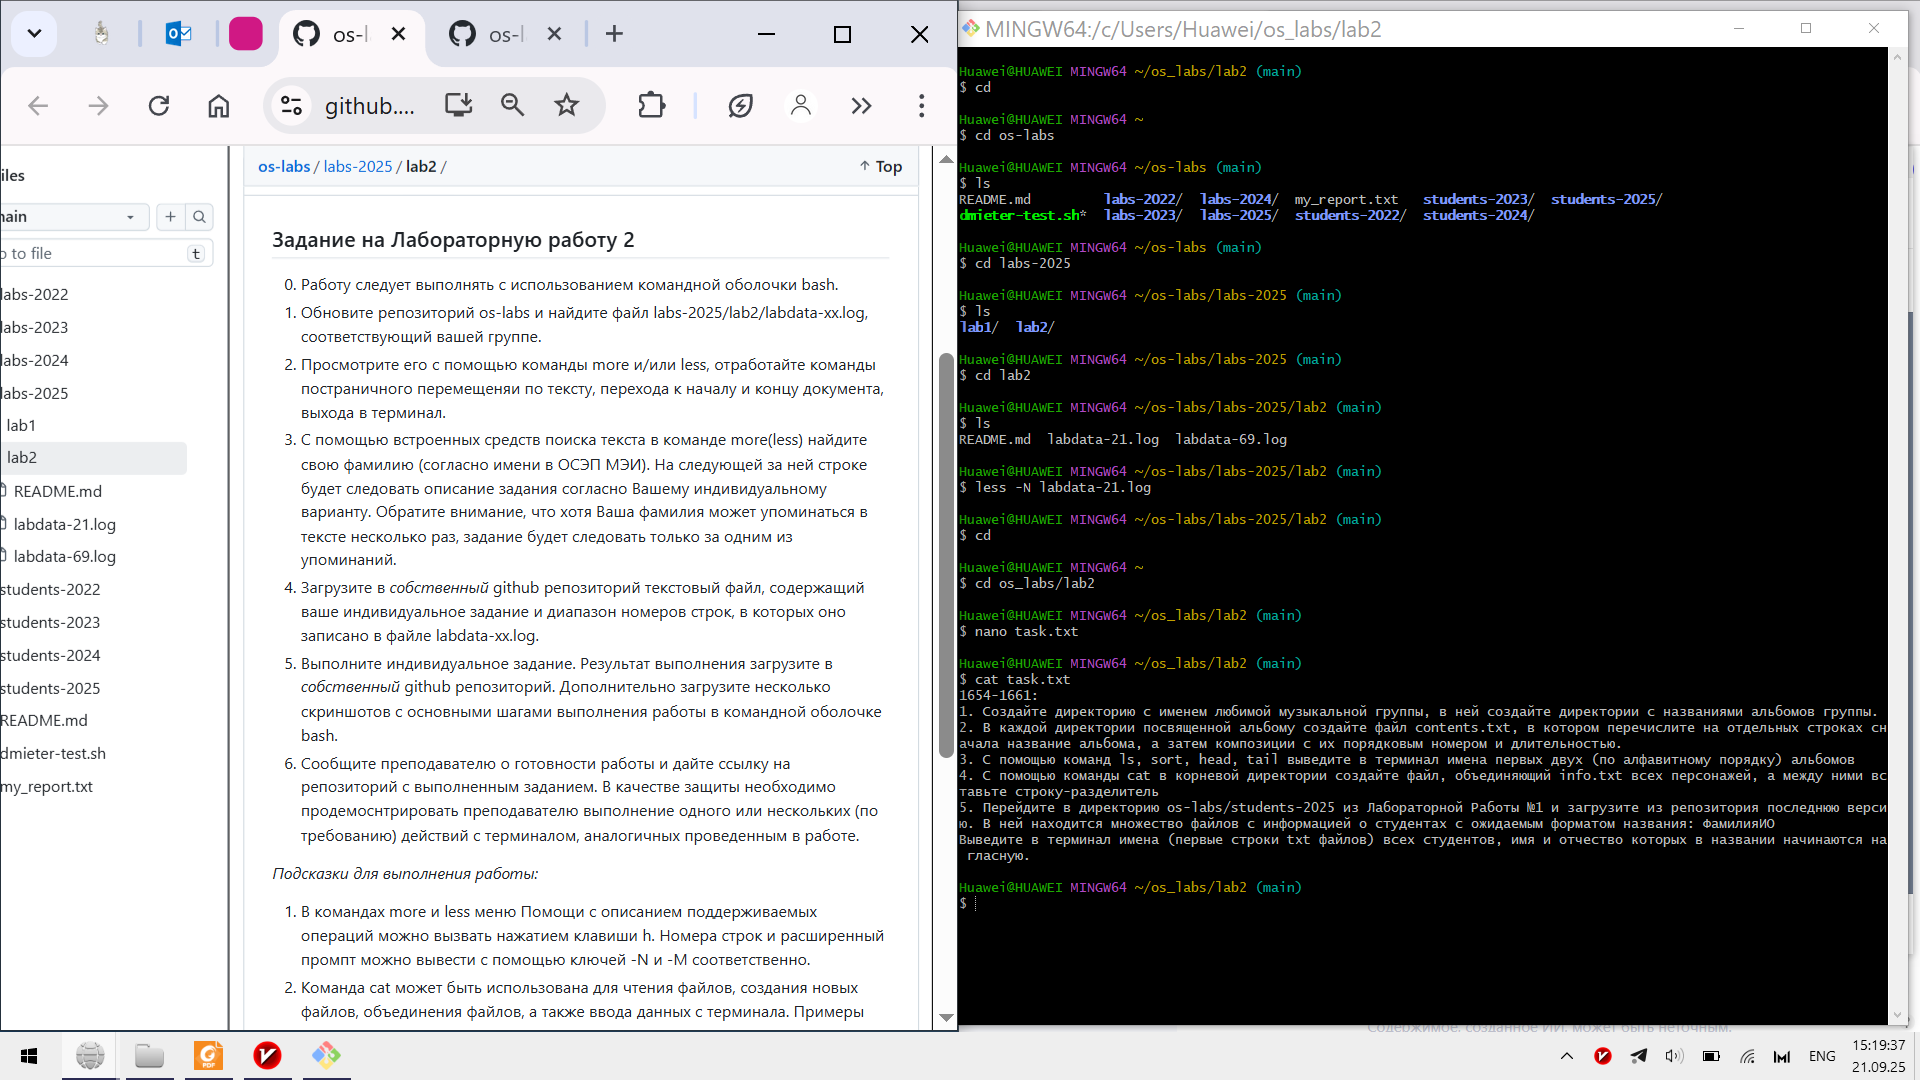 os-l
os-l
github....
iles
ain
o to file
t
labs-2022
labs-2023
labs-2024
labs-2025
lab1
lab2
README.md
labdata-21.log
labdata-69.log
students-2022
students-2023
students-2024
students-2025
README.md
dmieter-test.sh
my_report.txt
os-labs / labs-2025 / lab2 /
Top
Задание на Лабораторную работу 2
0. Работу следует выполнять с использованием командной оболочки bash.
1. Обновите репозиторий os-labs и найдите файл labs-2025/lab2/labdata-xx.log,
соответствующий вашей группе.
2. Просмотрите его с помощью команды more и/или less, отработайте команды
постраничного перемещеняи по тексту, перехода к началу и концу документа,
выхода в терминал.
3. С помощью встроенных средств поиска текста в команде more(less) найдите
свою фамилию (согласно имени в ОСЭП МЭИ). На следующей за ней строке
будет следовать описание задания согласно Вашему индивидуальному
варианту. Обратите внимание, что хотя Ваша фамилия может упоминаться в
тексте несколько раз, задание будет следовать только за одним из
упоминаний.
4. Загрузите в собственный github репозиторий текстовый файл, содержащий
ваше индивидуальное задание и диапазон номеров строк, в которых оно
записано в файле labdata-xx.log.
5. Выполните индивидуальное задание. Результат выполнения загрузите в
собственный github репозиторий. Дополнительно загрузите несколько
скриншотов с основными шагами выполнения работы в командной оболочке
bash.
6. Сообщите преподавателю о готовности работы и дайте ссылку на
репозиторий с выполненным заданием. В качестве защиты необходимо
продемоснтрировать преподавателю выполнение одного или нескольких (по
требованию) действий с терминалом, аналогичных проведенным в работе.
Подсказки для выполнения работы:
1. В командах more и less меню Помощи с описанием поддерживаемых
операций можно вызвать нажатием клавиши h. Номера строк и расширенный
промпт можно вывести с помощью ключей -N и -M соответственно.
2. Команда cat может быть использована для чтения файлов, создания новых
файлов, объединения файлов, а также ввода данных с терминала. Примеры
MINGW64:/c/Users/Huawei/os_labs/lab2
Huawei@HUAWEI MINGW64 ~/os_labs/lab2 (main)
$ cd
Huawei@HUAWEI MINGW64 ~
$ cd os-labs
Huawei@HUAWEI MINGW64 ~/os-labs (main)
$ ls
README.md labs-2022/ labs-2024/ my_report.txt students-2023/ students-2025/
dmieter-test.sh* labs-2023/ labs-2025/ students-2022/ students-2024/
Huawei@HUAWEI MINGW64 ~/os-labs (main)
$ cd labs-2025
Huawei@HUAWEI MINGW64 ~/os-labs/labs-2025 (main)
$ ls
lab1/ lab2/
Huawei@HUAWEI MINGW64 ~/os-labs/labs-2025 (main)
$ cd lab2
Huawei@HUAWEI MINGW64 ~/os-labs/labs-2025/lab2 (main)
$ ls
README.md labdata-21.log labdata-69.log
Huawei@HUAWEI MINGW64 ~/os-labs/labs-2025/lab2 (main)
$ less -N labdata-21.log
Huawei@HUAWEI MINGW64 ~/os-labs/labs-2025/lab2 (main)
$ cd
Huawei@HUAWEI MINGW64 ~
$ cd os_labs/lab2
Huawei@HUAWEI MINGW64 ~/os_labs/lab2 (main)
$ nano task.txt
Huawei@HUAWEI MINGW64 ~/os_labs/lab2 (main)
$ cat task.txt
1654-1661:
1. Создайте директорию с именем любимой музыкальной группы, в ней создайте директории с названиями альбомов группы.
2. В каждой директории посвященной альбому создайте файл contents.txt, в котором перечислите на отдельных строках сн
ачала название альбома, а затем композиции с их порядковым номером и длительностью.
3. С помощью команд ls, sort, head, tail выведите в терминал имена первых двух (по алфавитному порядку) альбомов
4. С помощью команды cat в корневой директории создайте файл, объединяющий info.txt всех персонажей, а между ними вс
тавьте строку-разделитель
5. Перейдите в директорию os-labs/students-2025 из Лабораторной Работы №1 и загрузите из репозитория последнюю верси
ю. В ней находится множество файлов с информацией о студентах с ожидаемым форматом названия: ФамилияИО
Выведите в терминал имена (первые строки txt файлов) всех студентов, имя и отчество которых в названии начинаются на
гласную.
Huawei@HUAWEI MINGW64 ~/os_labs/lab2 (main)
$
Содержимое, созданное ИИ, может быть неточным.
ENG
15:19:37
21.09.25